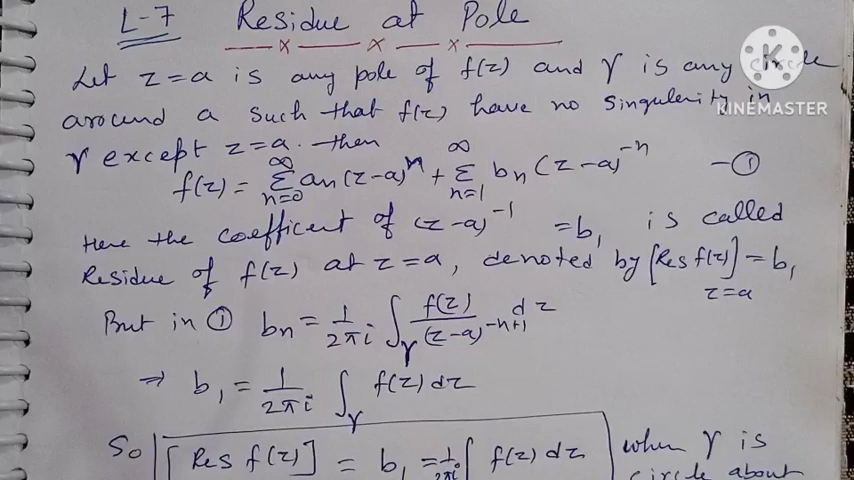 L-7 Residue at Pole
Let z=a is any pole of f(z) and γ is any circle
around a such that f(z) have no singulerity in
γ except z=a. then
f(z) = ∞ Σ n=0 an(z-a)^n + ∞ Σ n=1 bn (z-a)^-n —①
Here the coefficent of (z-a)^-1 = b1 is called
Residue of f(z) at z=a, denoted by [Res f(z)] z=a = b1
But in ① bn = 1/2πi ∫γ f(z)/(z-a)^-n+1 dz
⇒ b1 = 1/2πi ∫γ f(z) dz
So [Res f(z)] = b1 = 1/2πi ∫ f(z) dz when γ is
circle about
KINEMASTER